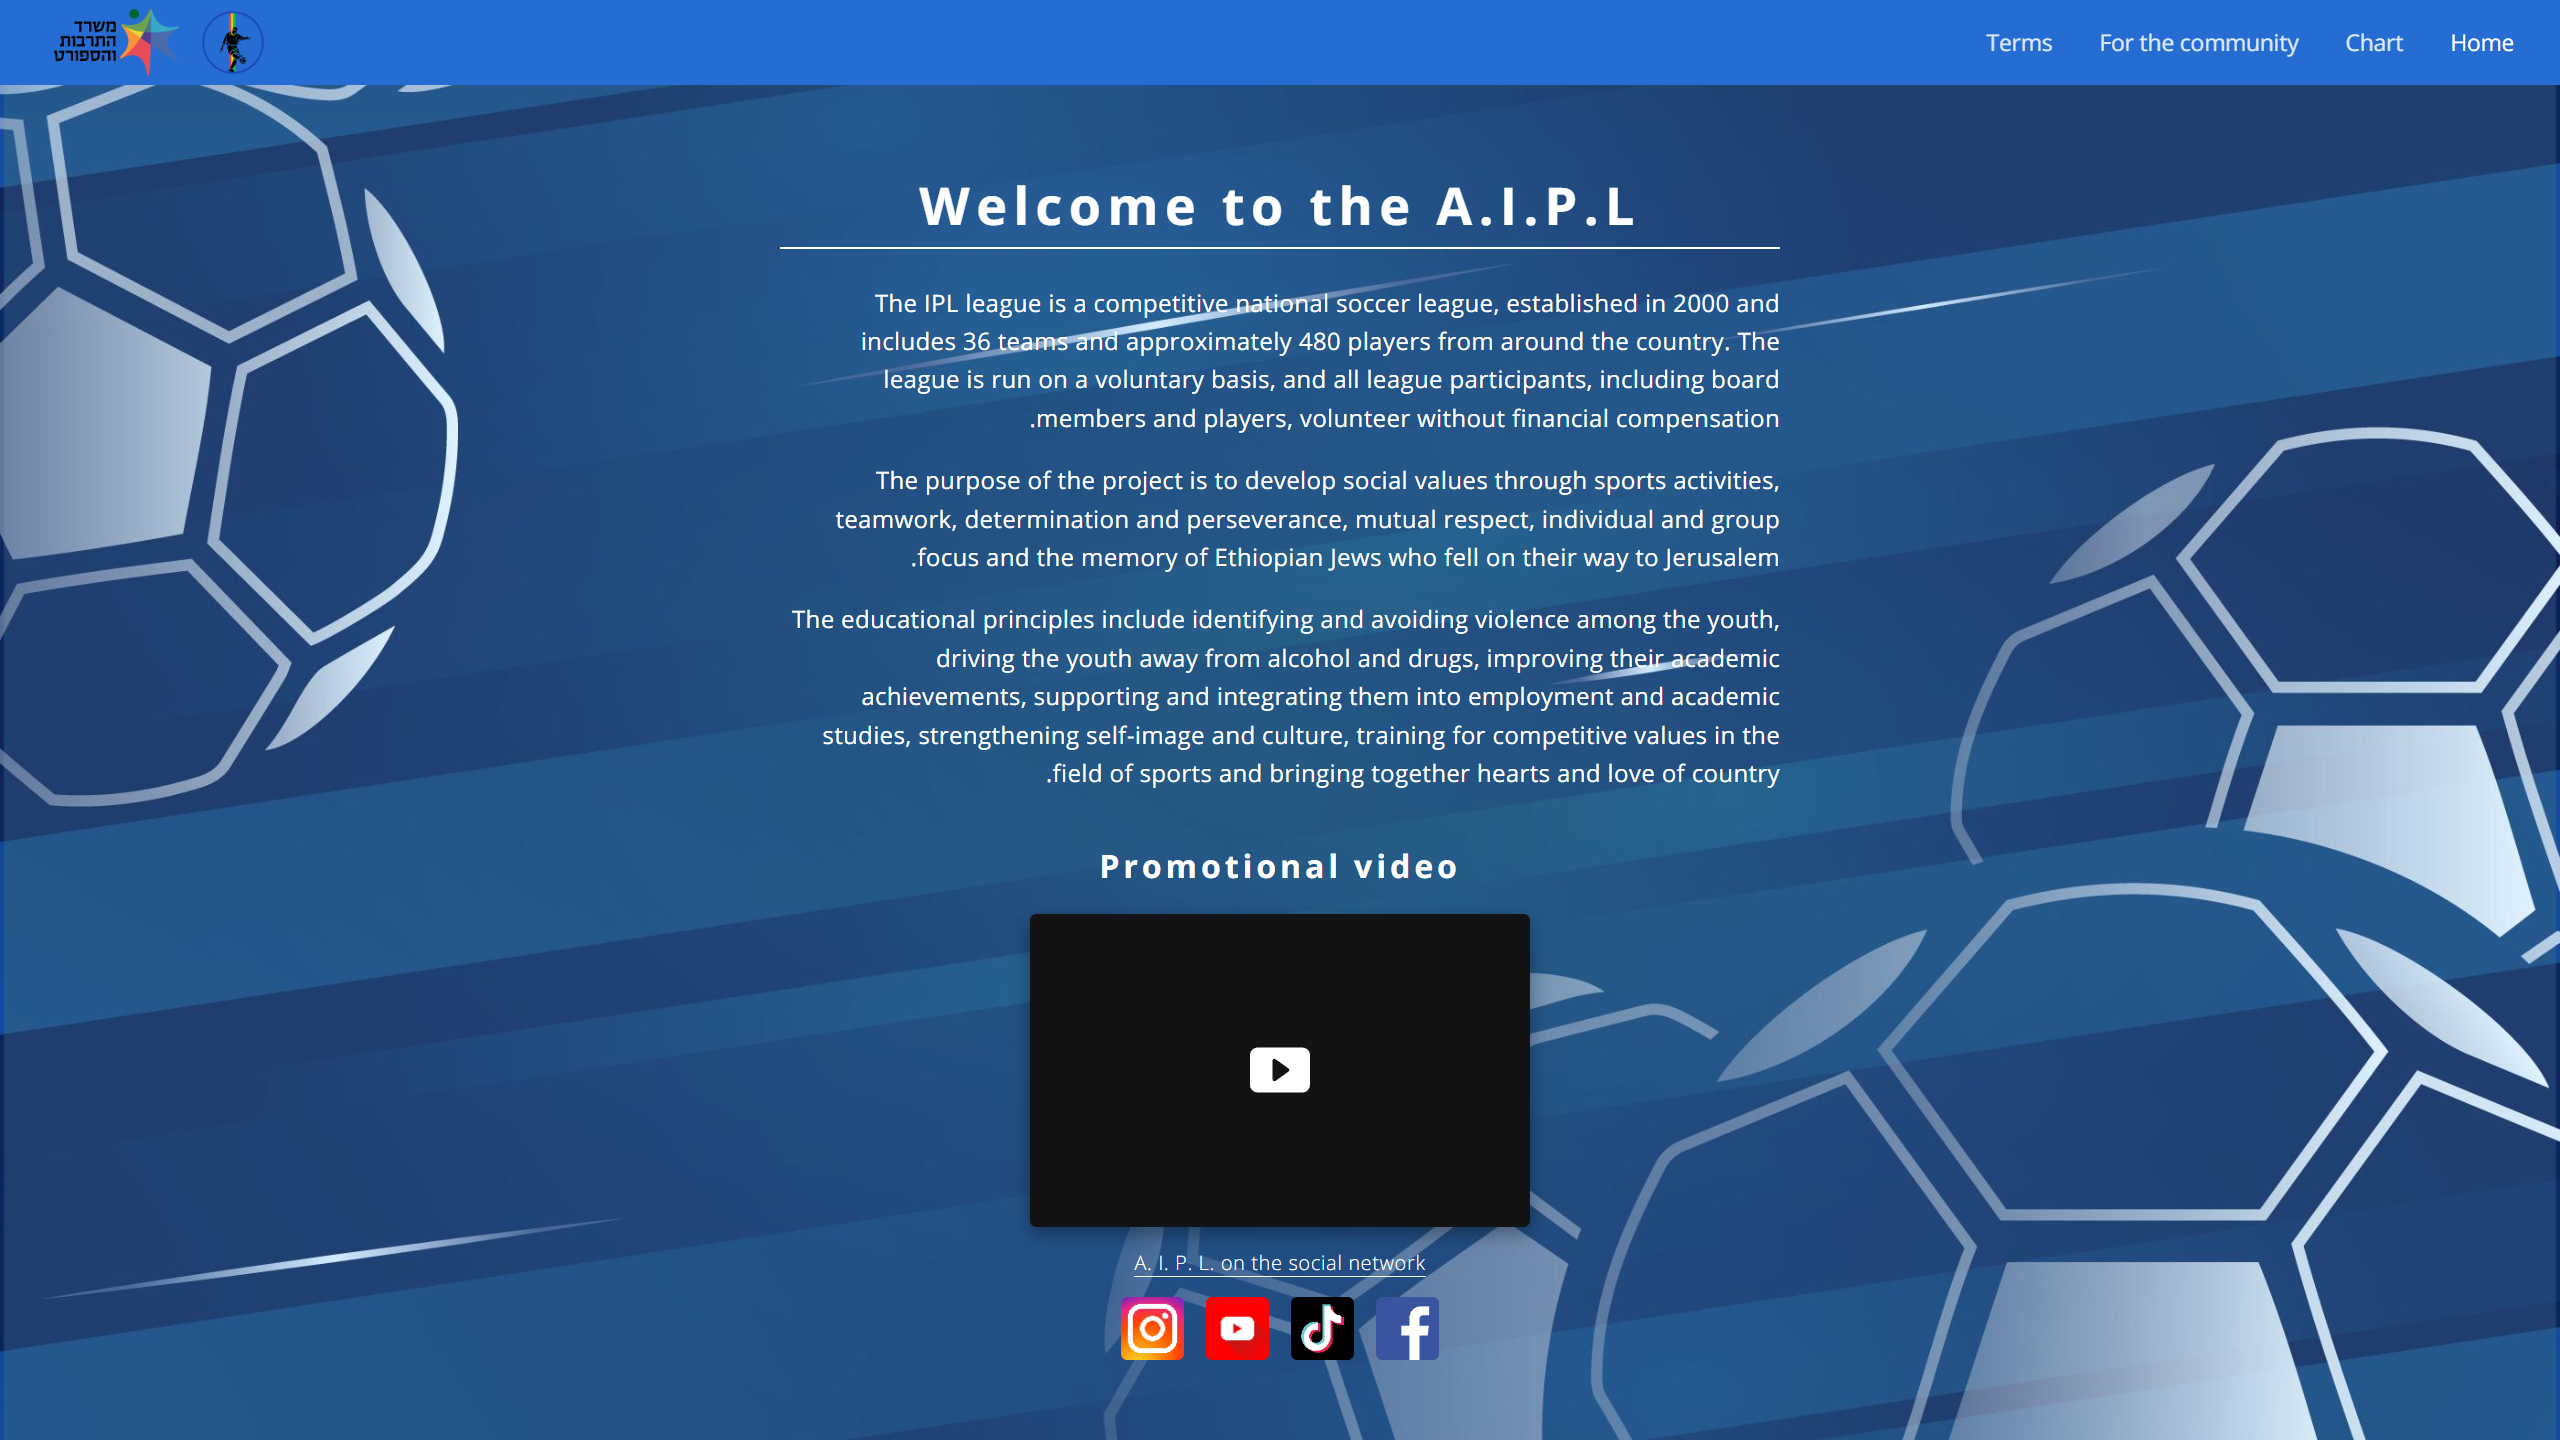 משרד
התרבות
והספורט
Terms
For the community
Chart
Home
Welcome to the A.I.P.L
The IPL league is a competitive national soccer league, established in 2000 and
includes 36 teams and approximately 480 players from around the country. The
league is run on a voluntary basis, and all league participants, including board
.members and players, volunteer without financial compensation
The purpose of the project is to develop social values through sports activities,
teamwork, determination and perseverance, mutual respect, individual and group
.focus and the memory of Ethiopian Jews who fell on their way to Jerusalem
The educational principles include identifying and avoiding violence among the youth,
driving the youth away from alcohol and drugs, improving their academic
achievements, supporting and integrating them into employment and academic
studies, strengthening self-image and culture, training for competitive values in the
.field of sports and bringing together hearts and love of country
Promotional video
A. I. P. L. on the social network